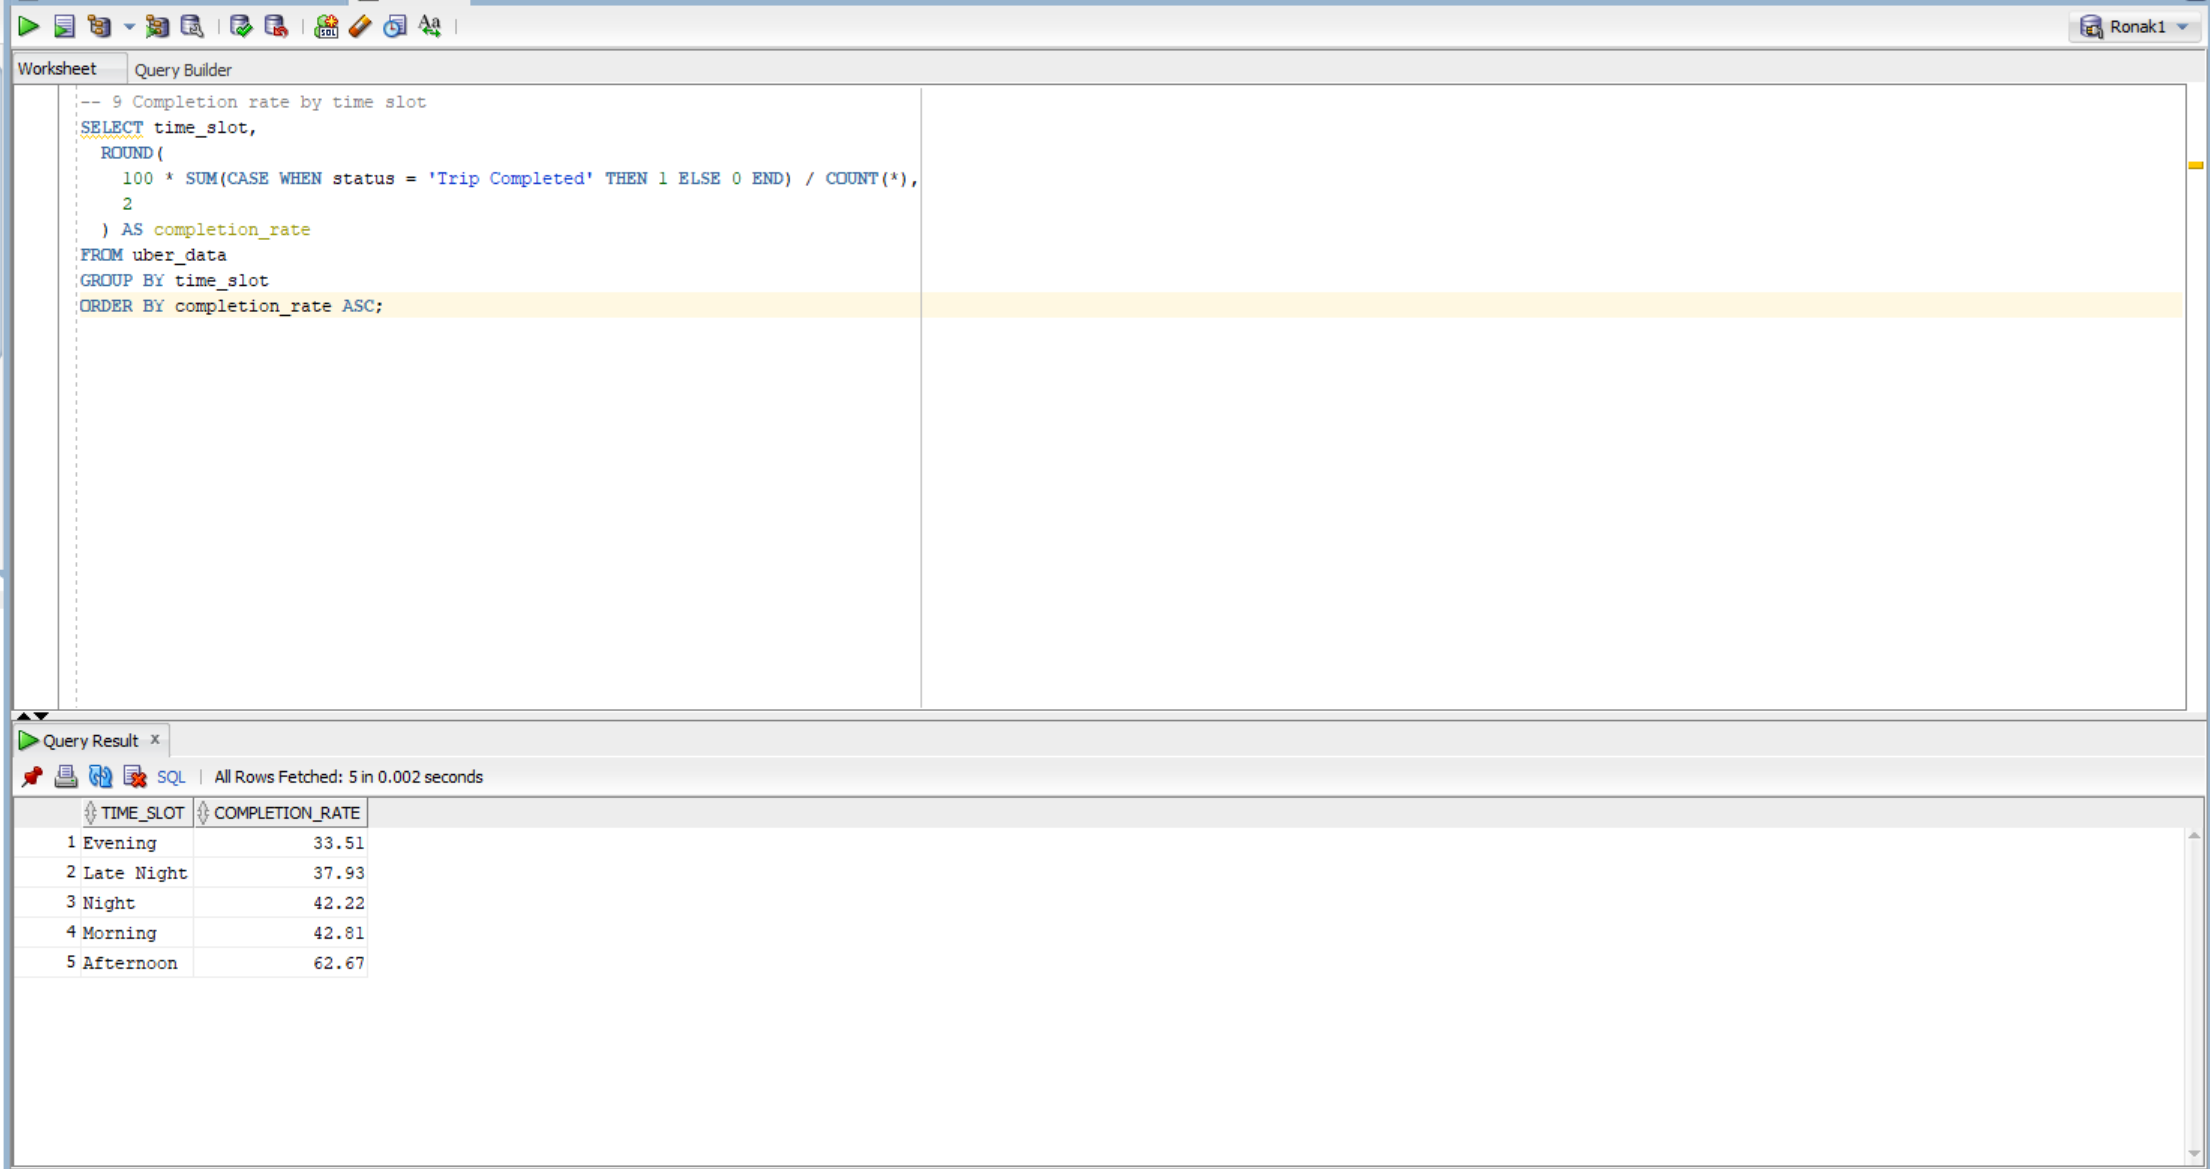 Ronak1
Worksheet Query Builder
-- 9 Completion rate by time slot
SELECT time_slot,
ROUND(
100 * SUM(CASE WHEN status = 'Trip Completed' THEN 1 ELSE 0 END) / COUNT(*),
2
) AS completion_rate
FROM uber_data
GROUP BY time_slot
ORDER BY completion_rate ASC;
Query Result x
SQL | All Rows Fetched: 5 in 0.002 seconds
TIME_SLOT COMPLETION_RATE
1 Evening 33.51
2 Late Night 37.93
3 Night 42.22
4 Morning 42.81
5 Afternoon 62.67